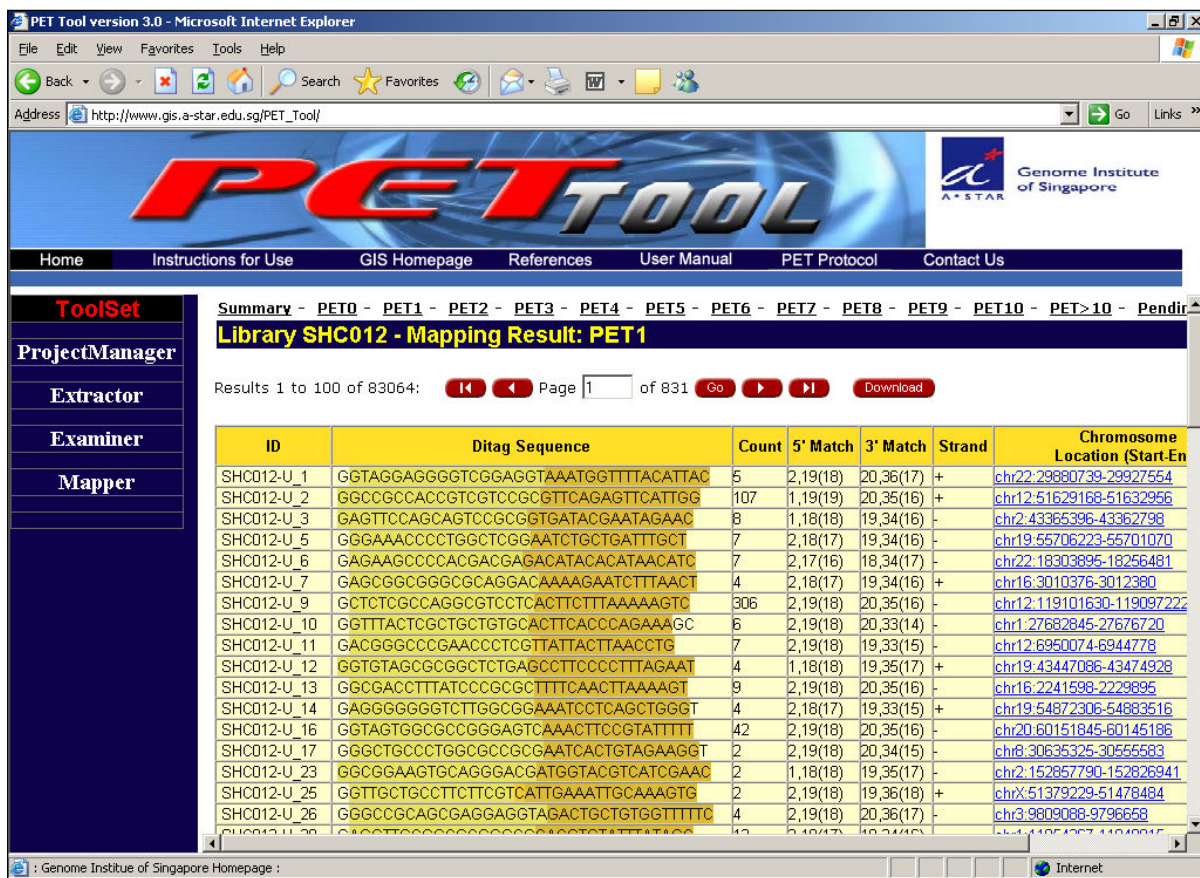 PET Tool version 3.0 - Microsoft Internet Explorer
File Edit View Favorites Tools Help
Back Search Favorites
Address http://www.gis.a-star.edu.sg/PET_Tool/ Go Links »
PET TOOL
A*STAR
Genome Institute
of Singapore
Home Instructions for Use GIS Homepage References User Manual PET Protocol Contact Us
ToolSet
ProjectManager
Extractor
Examiner
Mapper
Summary - PET0 - PET1 - PET2 - PET3 - PET4 - PET5 - PET6 - PET7 - PET8 - PET9 - PET10 - PET>10 - Pendin
Library SHC012 - Mapping Result: PET1
Results 1 to 100 of 83064: Page 1 of 831 Go Download
ID Ditag Sequence Count 5' Match 3' Match Strand Chromosome Location (Start-En
SHC012-U_1 GGTAGGAGGGGTCGGAGGTAAATGGTTTTACATTAC 5 2,19(18) 20,36(17) + chr22:29880739-29927554
SHC012-U_2 GGCCGCCACCGTCGTCCGCGTTCAGAGTTCATTGG 107 1,19(19) 20,35(16) + chr12:51629168-51632956
SHC012-U_3 GAGTTCCAGCAGTCCGCGGTGATACGAATAGAAC 8 1,18(18) 19,34(16) - chr2:43365396-43362798
SHC012-U_5 GGGAAACCCCTGGCTCGGAATCTGCTGATTTGCT 7 2,18(17) 19,34(16) - chr19:55706223-55701070
SHC012-U_6 GAGAAGCCCCACGACGAGACATACACATAACATC 7 2,17(16) 18,34(17) - chr22:18303895-18256481
SHC012-U_7 GAGCGGCGGGCGCAGGACAAAAGAATCTTTAACT 4 2,18(17) 19,34(16) + chr16:3010376-3012380
SHC012-U_9 GCTCTCGCCAGGCGTCCTCACTTCTTTAAAAAGTC 306 2,19(18) 20,35(16) - chr12:119101630-119097222
SHC012-U_10 GGTTTACTCGCTGCTGTGCACTTCACCCAGAAAGC 6 2,19(18) 20,33(14) - chr1:27682845-27676720
SHC012-U_11 GACGGGCCCGAACCCTCGTTATTACTTAACCTG 7 2,19(18) 19,33(15) - chr12:6950074-6944778
SHC012-U_12 GGTGTAGCGCGGCTCTGAGCCTTCCCCTTTAGAAT 4 1,18(18) 19,35(17) + chr19:43447086-43474928
SHC012-U_13 GGCGACCTTTATCCCGCGCTTTTCAACTTAAAAGT 9 2,19(18) 20,35(16) - chr16:2241598-2229895
SHC012-U_14 GAGGGGGGGTCTTGGCGGAAATCCTCAGCTGGGT 4 2,18(17) 19,33(15) + chr19:54872306-54883516
SHC012-U_16 GGTAGTGGCGCCGGGAGTCAAACTTCCGTATTTTT 42 2,19(18) 20,35(16) - chr20:60151845-60145186
SHC012-U_17 GGGCTGCCCTGGCGCCGCGAATCACTGTAGAAGGT 2 2,19(18) 20,34(15) - chr8:30635325-30555583
SHC012-U_23 GGCGGAAGTGCAGGGACGATGGTACGTCATCGAAC 2 1,18(18) 19,35(17) - chr2:152857790-152826941
SHC012-U_25 GGTTGCTGCCTTCTTCGTCATTGAAATTGCAAAGTG 2 2,19(18) 19,36(18) + chrX:51379229-51478484
SHC012-U_26 GGGCCGCAGCGAGGAGGTAGACTGCTGTGGTTTTTC 4 2,19(18) 20,36(17) - chr3:9809088-9796658
: Genome Institue of Singapore Homepage : Internet